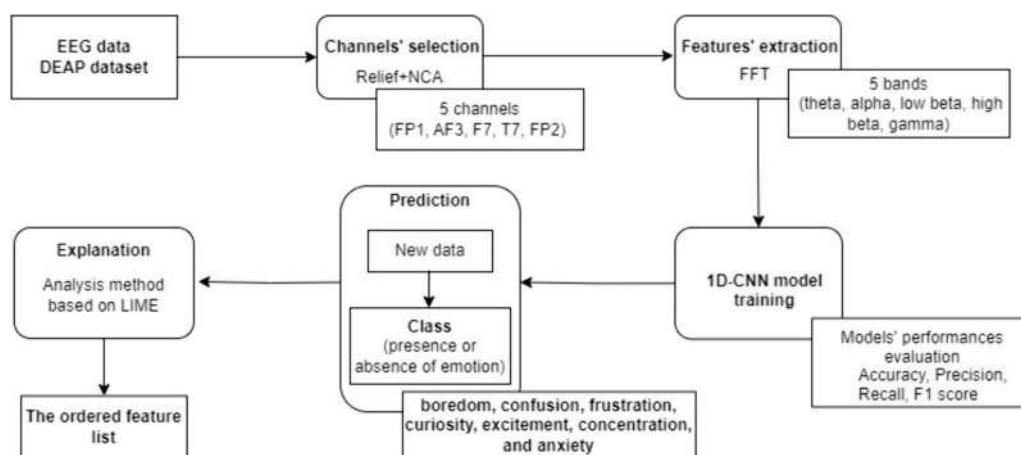 EEG data
DEAP dataset
Channels' selection
Relief+NCA
5 channels
(FP1, AF3, F7, T7, FP2)
Features' extraction
FFT
5 bands
(theta, alpha, low beta, high
beta, gamma)
1D-CNN model
training
Models' performances
evaluation
Accuracy, Precision,
Recall, F1 score
Prediction
New data
Class
(presence or
absence of emotion)
boredom, confusion, frustration,
curiosity, excitement, concentration,
and anxiety
Explanation
Analysis method
based on LIME
The ordered feature
list